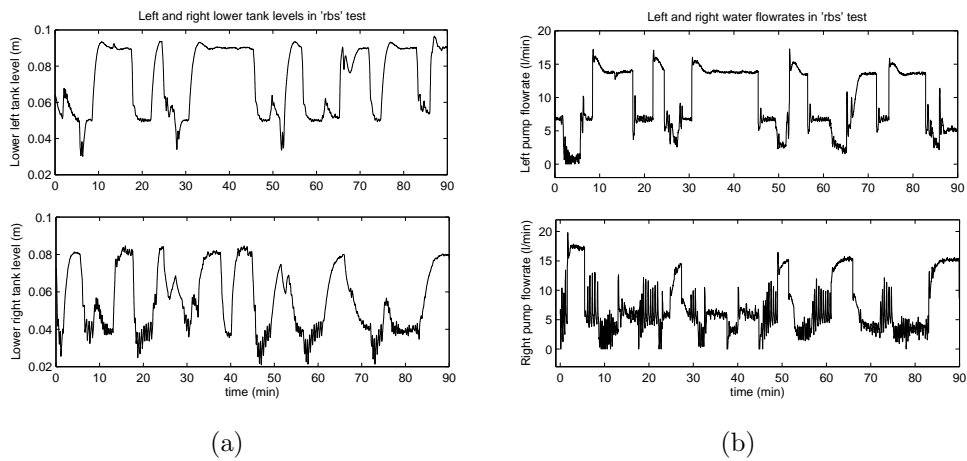 Left and right lower tank levels in 'rbs' test
Lower left tank level (m)
0.1
0.08
0.06
0.04
0.02
0 10 20 30 40 50 60 70 80 90
Lower right tank level (m)
0.1
0.08
0.06
0.04
0.02
0 10 20 30 40 50 60 70 80 90
time (min)
(a)
Left and right water flowrates in 'rbs' test
Left pump flowrate (l/min)
20
15
10
5
0
0 10 20 30 40 50 60 70 80 90
Right pump flowrate (l/min)
20
15
10
5
0
0 10 20 30 40 50 60 70 80 90
time (min)
(b)